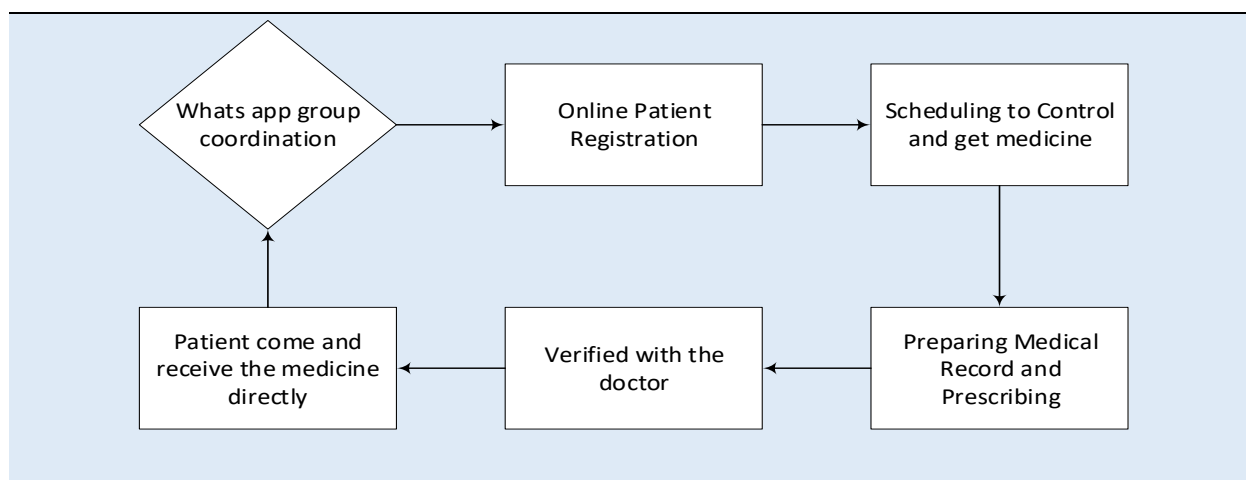 Whats app group
coordination
Online Patient
Registration
Scheduling to Control
and get medicine
Patient come and
receive the medicine
directly
Verified with the
doctor
Preparing Medical
Record and
Prescribing